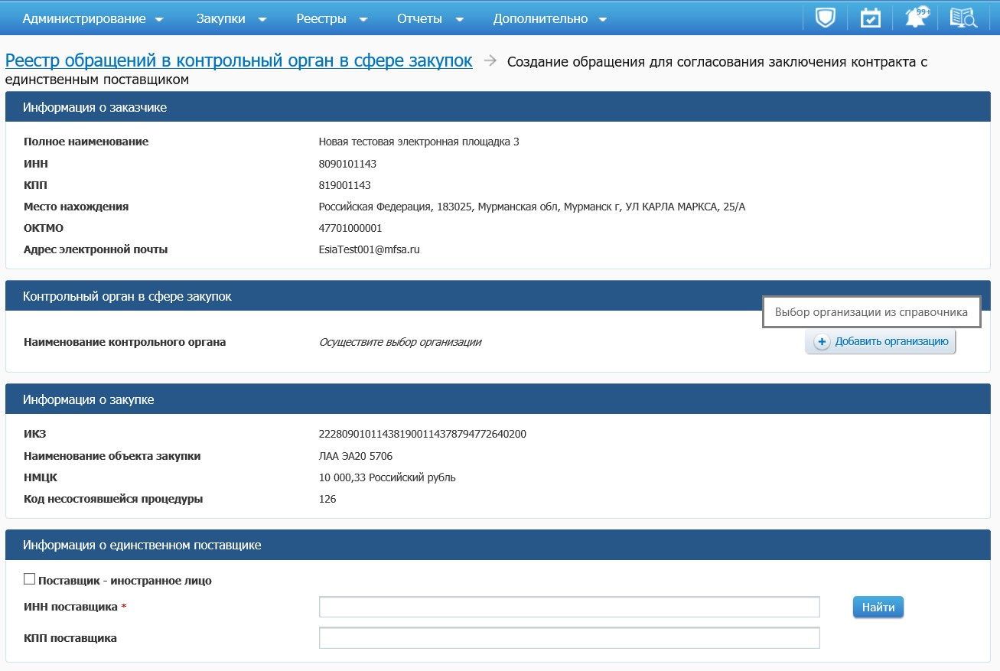 Администрирование Закупки Реестры Отчеты Дополнительно 99+
Реестр обращений в контрольный орган в сфере закупок → Создание обращения для согласования заключения контракта с
единственным поставщиком
Информация о заказчике
Полное наименование Новая тестовая электронная площадка 3
ИНН 8090101143
КПП 819001143
Место нахождения Российская Федерация, 183025, Мурманская обл, Мурманск г, УЛ КАРЛА МАРКСА, 25/А
ОКТМО 47701000001
Адрес электронной почты EsiaTest001@mfsa.ru
Контрольный орган в сфере закупок
Выбор организации из справочника
Наименование контрольного органа Осуществите выбор организации Добавить организацию
Информация о закупке
ИКЗ 222809010114381900114378794772640200
Наименование объекта закупки ЛАА ЭА20 5706
НМЦК 10 000,33 Российский рубль
Код несостоявшейся процедуры 126
Информация о единственном поставщике
Поставщик - иностранное лицо
ИНН поставщика * Найти
КПП поставщика